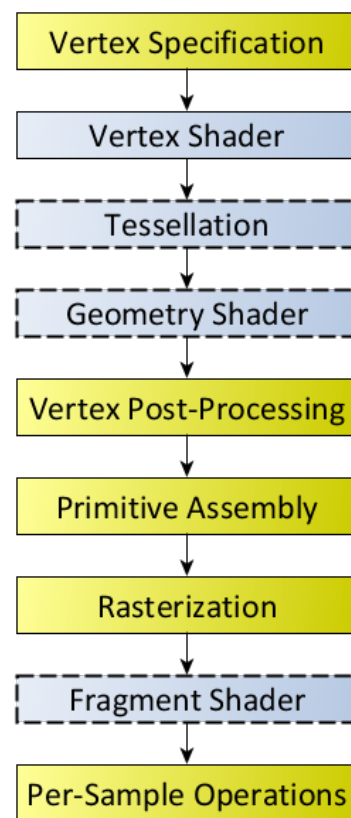 Vertex Specification
Vertex Shader
Tessellation
Geometry Shader
Vertex Post-Processing
Primitive Assembly
Rasterization
Fragment Shader
Per-Sample Operations